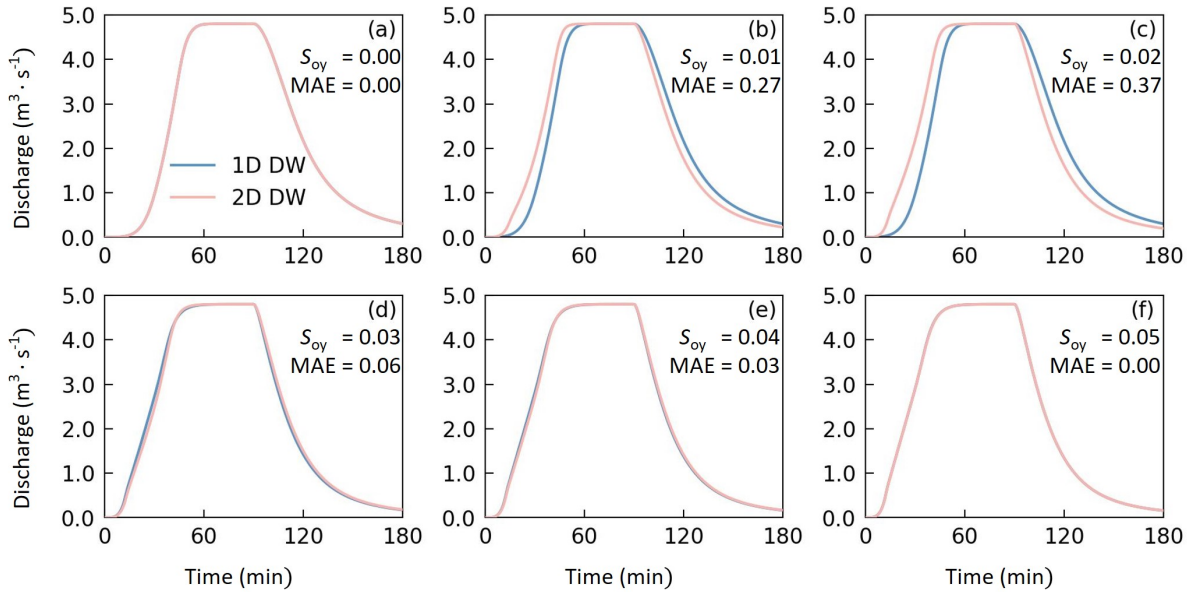 5.0
4.0
3.0
2.0
1.0
0.0
0
60
120
180
Discharge (m³ · s⁻¹)
(a)
Sₒᵧ = 0.00
MAE = 0.00
1D DW
2D DW
5.0
4.0
3.0
2.0
1.0
0.0
0
60
120
180
(b)
Sₒᵧ = 0.01
MAE = 0.27
5.0
4.0
3.0
2.0
1.0
0.0
0
60
120
180
(c)
Sₒᵧ = 0.02
MAE = 0.37
5.0
4.0
3.0
2.0
1.0
0.0
0
60
120
180
Discharge (m³ · s⁻¹)
Time (min)
(d)
Sₒᵧ = 0.03
MAE = 0.06
5.0
4.0
3.0
2.0
1.0
0.0
0
60
120
180
Time (min)
(e)
Sₒᵧ = 0.04
MAE = 0.03
5.0
4.0
3.0
2.0
1.0
0.0
0
60
120
180
Time (min)
(f)
Sₒᵧ = 0.05
MAE = 0.00